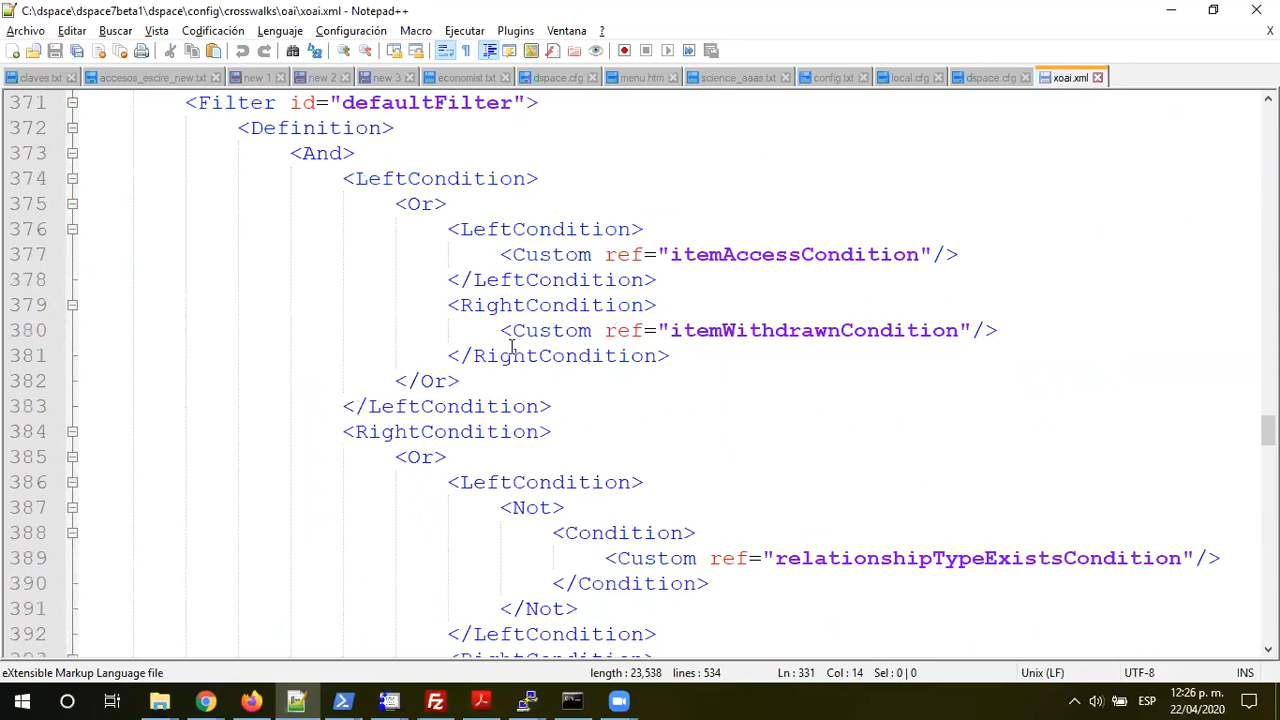 C:\dspace\dspace7beta1\dspace\config\crosswalks\oai\xoai.xml - Notepad++
Archivo Editar Buscar Vista Codificación Lenguaje Configuración Macro Ejecutar Plugins Ventana ? X
claves.txt accesos_escire_new.txt new 1 new 2 new 3 economist.txt dspace.cfg menu.htm science_aaas.txt config.txt local.cfg dspace.cfg xoai.xml
371 <Filter id="defaultFilter">
372 <Definition>
373 <And>
374 <LeftCondition>
375 <Or>
376 <LeftCondition>
377 <Custom ref="itemAccessCondition"/>
378 </LeftCondition>
379 <RightCondition>
380 <Custom ref="itemWithdrawnCondition"/>
381 </RightCondition>
382 </Or>
383 </LeftCondition>
384 <RightCondition>
385 <Or>
386 <LeftCondition>
387 <Not>
388 <Condition>
389 <Custom ref="relationshipTypeExistsCondition"/>
390 </Condition>
391 </Not>
392 </LeftCondition>
393 <RightCondition>
eXtensible Markup Language file length : 23,538 lines : 534 Ln : 331 Col : 14 Sel : 0 | 0 Unix (LF) UTF-8 INS
ESP 12:26 p. m.
22/04/2020